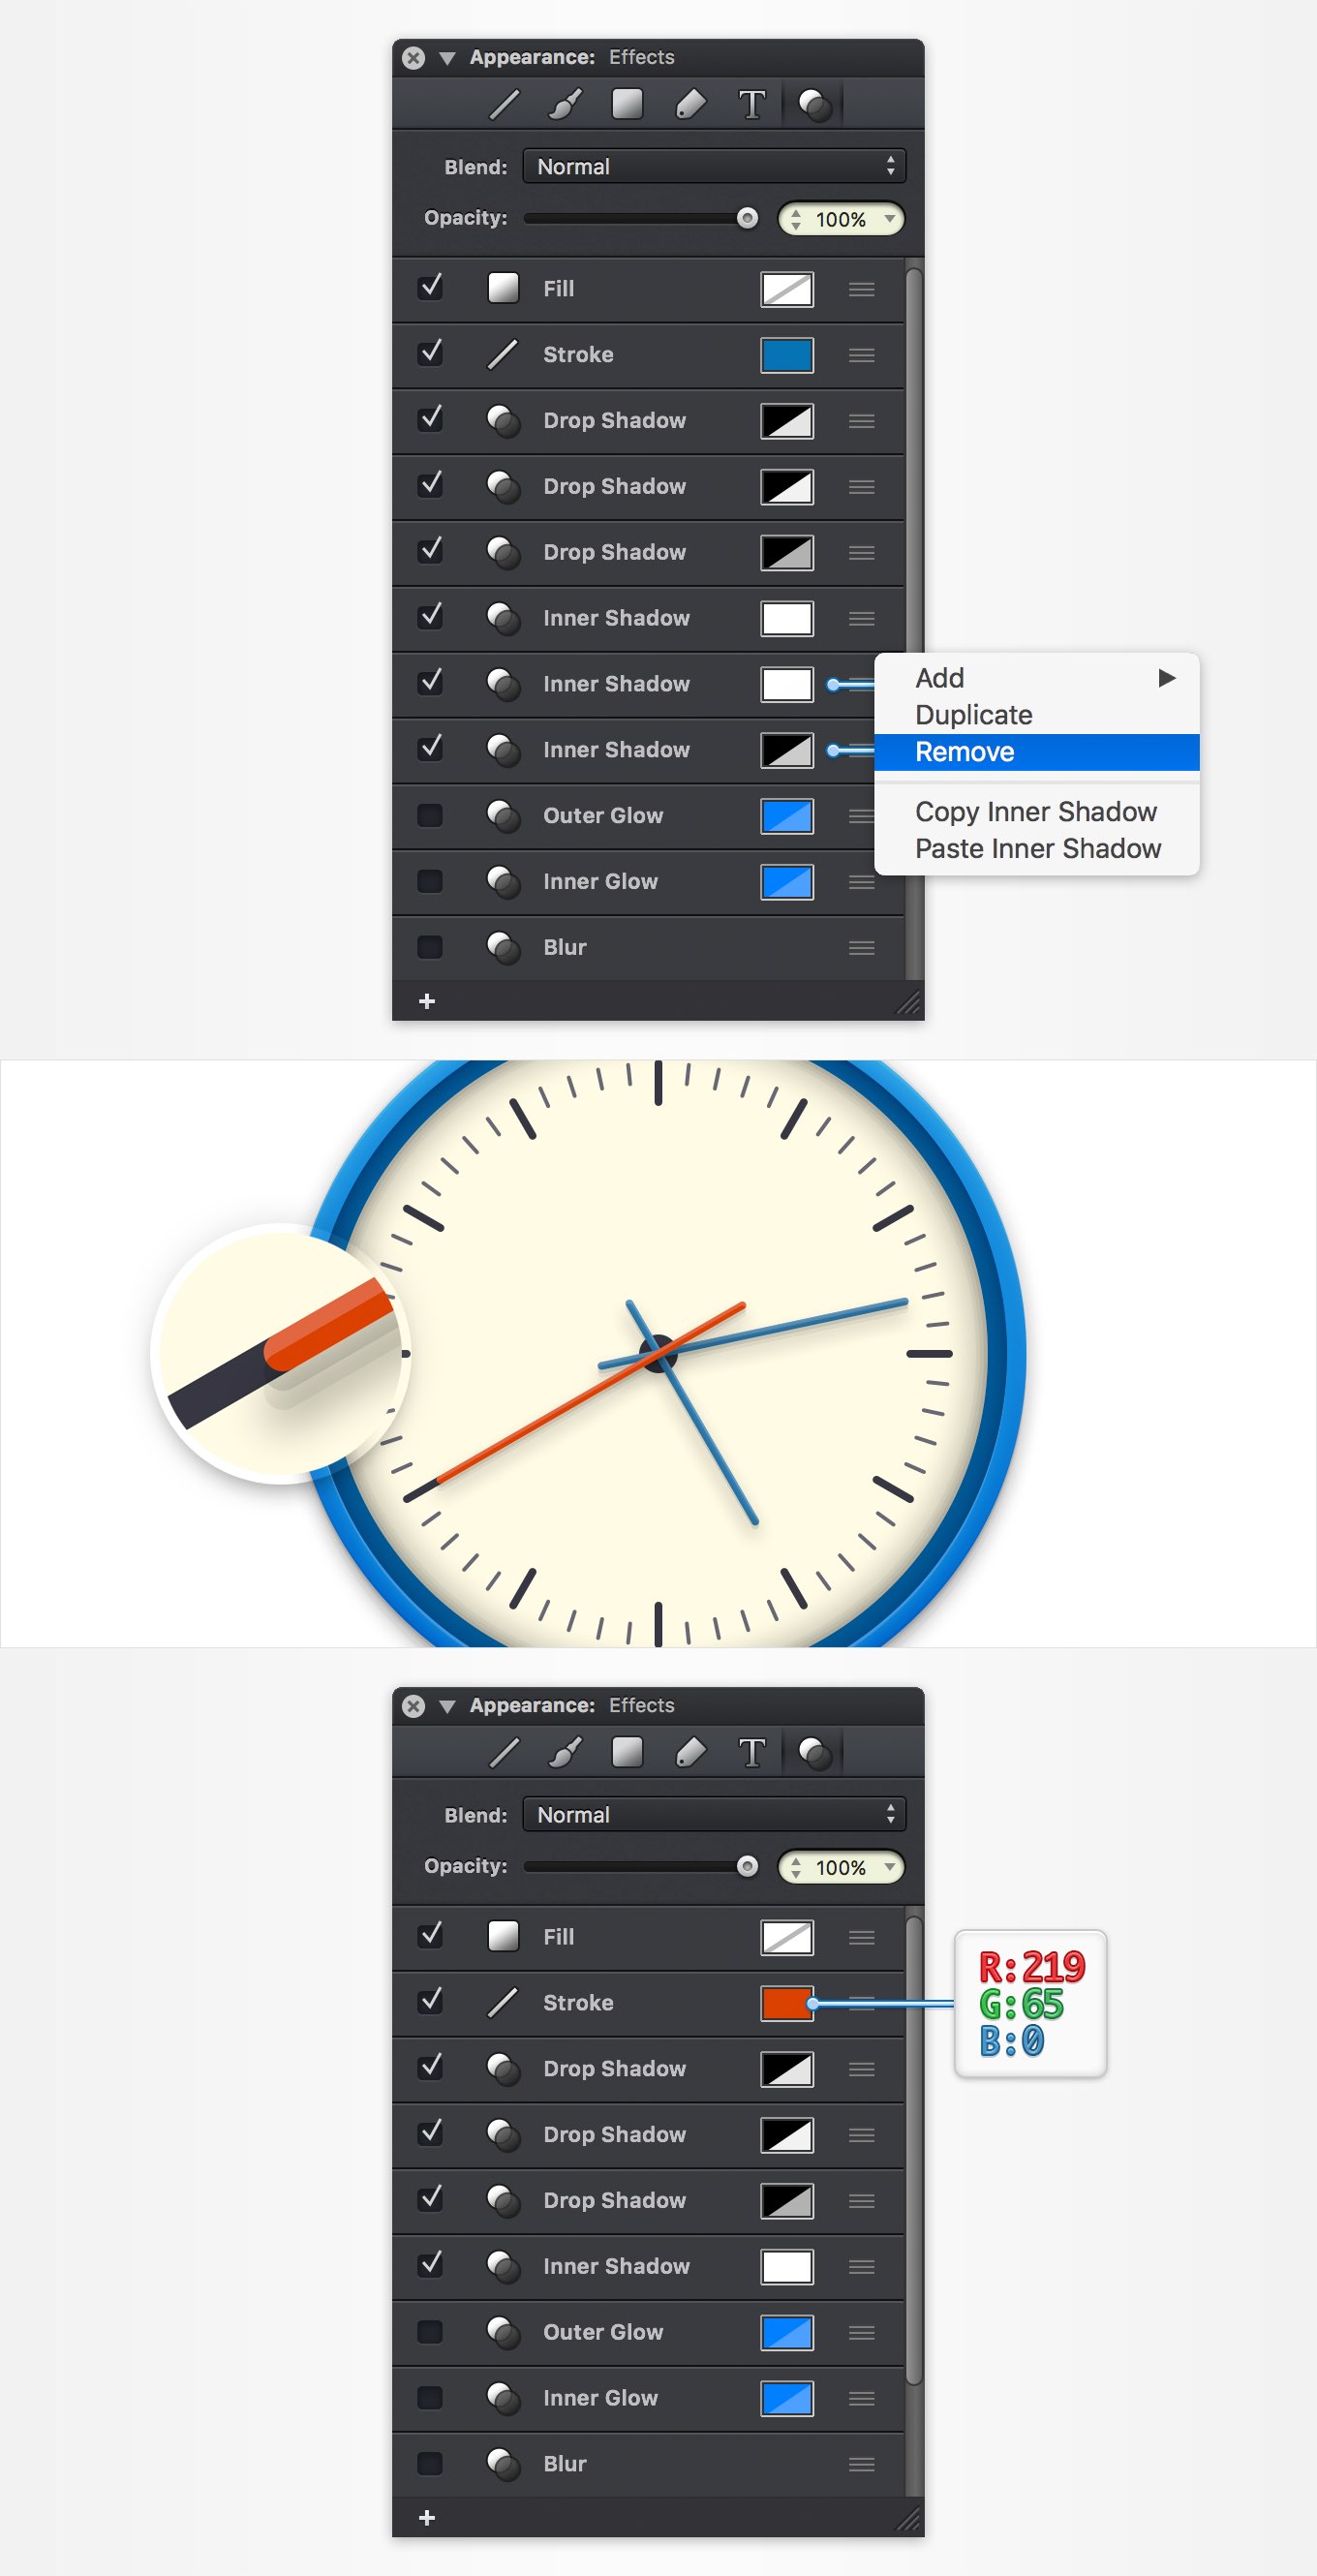 Appearance: Effects
T
Blend: Normal
Opacity: 100%
Fill
Stroke
Drop Shadow
Drop Shadow
Drop Shadow
Inner Shadow
Inner Shadow
Inner Shadow
Outer Glow
Inner Glow
Blur
+
Add
Duplicate
Remove
Copy Inner Shadow
Paste Inner Shadow
Appearance: Effects
T
Blend: Normal
Opacity: 100%
Fill
Stroke
Drop Shadow
Drop Shadow
Drop Shadow
Inner Shadow
Outer Glow
Inner Glow
Blur
+
R:219
G:65
B:0